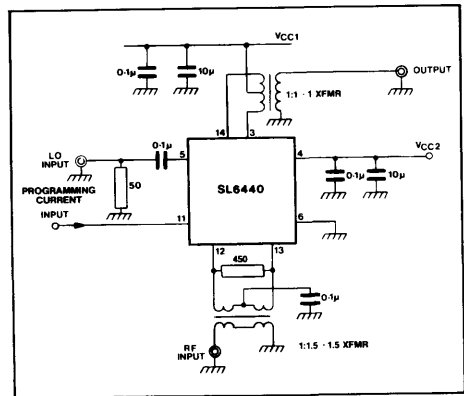 VCC1
0·1μ
10μ
OUTPUT
1:1 · 1 XFMR
14
3
LO
INPUT
0·1μ
5
4
VCC2
SL6440
50
0·1μ
10μ
PROGRAMMING
CURRENT
INPUT
11
6
12
13
450
0·1μ
RF
INPUT
1:1.5 · 1.5 XFMR